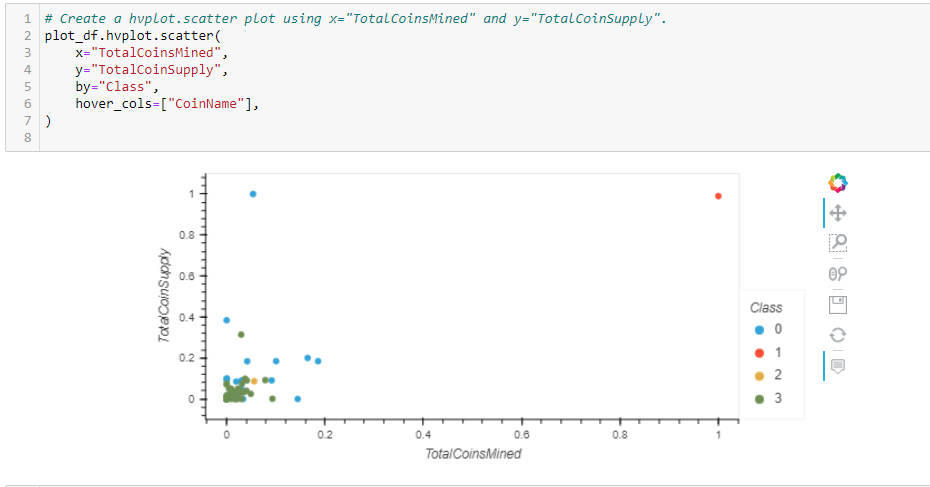 1 # Create a hvplot.scatter plot using x="TotalCoinsMined" and y="TotalCoinSupply".
2 plot_df.hvplot.scatter(
3     x="TotalCoinsMined",
4     y="TotalCoinSupply",
5     by="Class",
6     hover_cols=["CoinName"],
7 )
8
1
0.8
0.6
0.4
0.2
0
TotalCoinSupply
0 0.2 0.4 0.6 0.8 1
TotalCoinsMined
Class
0
1
2
3